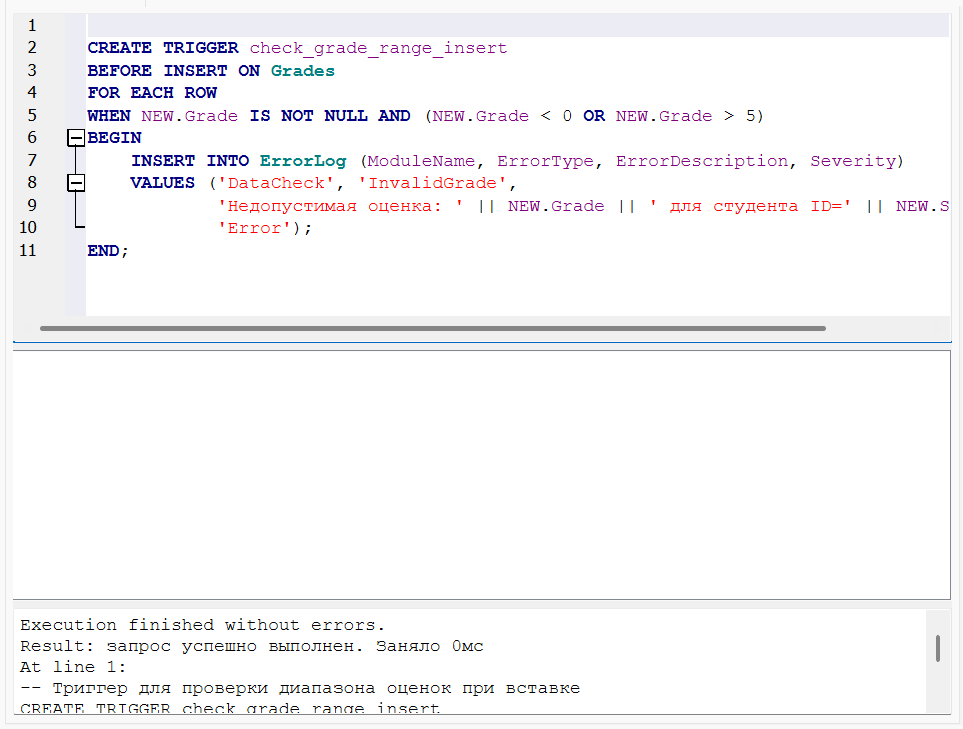 1
2 CREATE TRIGGER check_grade_range_insert
3 BEFORE INSERT ON Grades
4 FOR EACH ROW
5 WHEN NEW.Grade IS NOT NULL AND (NEW.Grade < 0 OR NEW.Grade > 5)
6 BEGIN
7 INSERT INTO ErrorLog (ModuleName, ErrorType, ErrorDescription, Severity)
8 VALUES ('DataCheck', 'InvalidGrade',
9 'Недопустимая оценка: ' || NEW.Grade || ' для студента ID=' || NEW.S
10 'Error');
11 END;
Execution finished without errors.
Result: запрос успешно выполнен. Заняло 0мс
At line 1:
-- Триггер для проверки диапазона оценок при вставке
CREATE TRIGGER check_grade_range_insert